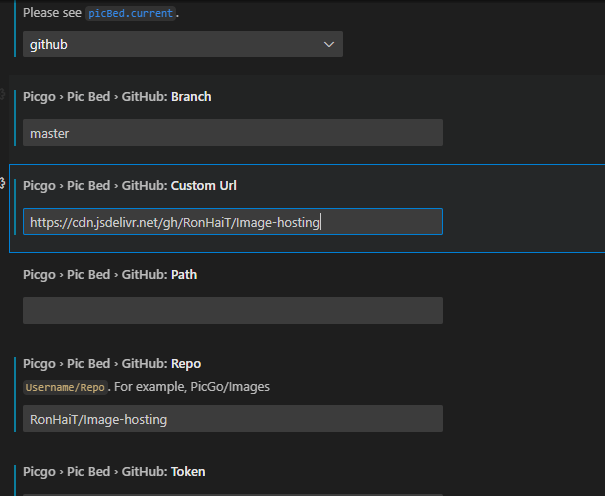 Please see picBed.current.
github
Picgo › Pic Bed › GitHub: Branch
master
Picgo › Pic Bed › GitHub: Custom Url
https://cdn.jsdelivr.net/gh/RonHaiT/Image-hosting
Picgo › Pic Bed › GitHub: Path
Picgo › Pic Bed › GitHub: Repo
Username/Repo. For example, PicGo/Images
RonHaiT/Image-hosting
Picgo › Pic Bed › GitHub: Token